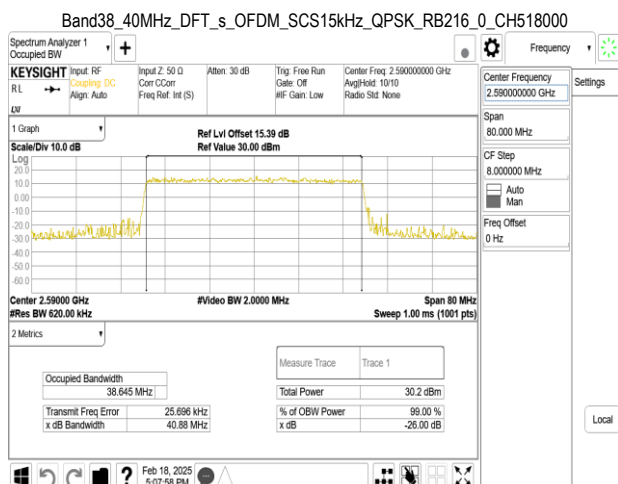 Band38_40MHz_DFT_s_OFDM_SCS15kHz_QPSK_RB216_0_CH518000
Spectrum Analyzer 1
Occupied BW
Frequency
KEYSIGHT
Input: RF
Coupling: DC
Align: Auto
RL
LXI
Input Z: 50 Ω
Corr CCorr
Freq Ref: Int (S)
Atten: 30 dB
Trig: Free Run
Gate: Off
#IF Gain: Low
Center Freq: 2.590000000 GHz
Avg|Hold: 10/10
Radio Std: None
Center Frequency
2.590000000 GHz
Settings
Span
80.000 MHz
CF Step
8.000000 MHz
Auto
Man
Freq Offset
0 Hz
1 Graph
Scale/Div 10.0 dB
Ref Lvl Offset 15.39 dB
Ref Value 30.00 dBm
Log
20.0
10.0
0.00
-10.0
-20.0
-30.0
-40.0
-50.0
-60.0
Center 2.59000 GHz
#Video BW 2.0000 MHz
Span 80 MHz
#Res BW 620.00 kHz
Sweep 1.00 ms (1001 pts)
2 Metrics
Measure Trace Trace 1
Occupied Bandwidth
38.645 MHz
Total Power 30.2 dBm
Transmit Freq Error 25.696 kHz
% of OBW Power 99.00 %
x dB Bandwidth 40.88 MHz
x dB -26.00 dB
Local
Feb 18, 2025
5:07:58 PM